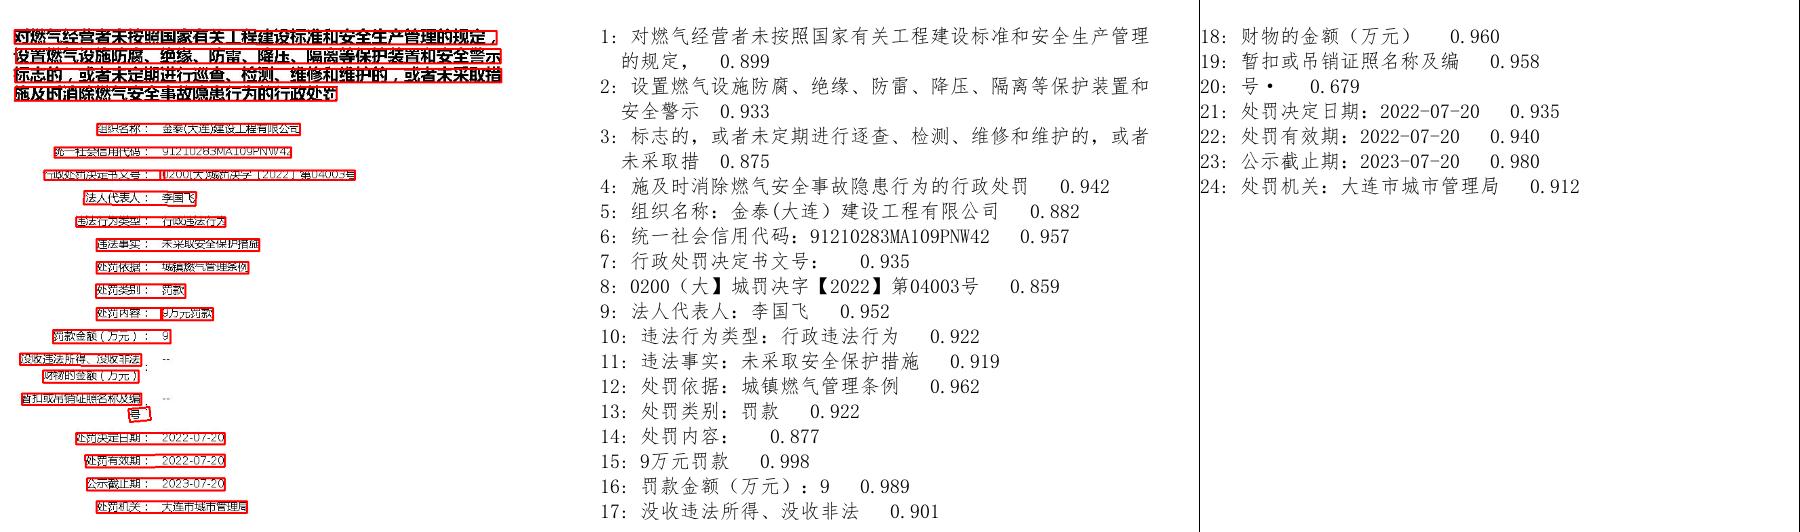 对燃气经营者未按照国家有关工程建设标准和安全生产管理的规定，
设置燃气设施防腐、绝缘、防雷、降压、隔离等保护装置和安全警示
标志的，或者未定期进行巡查、检测、维修和维护的，或者未采取措
施及时消除燃气安全事故隐患行为的行政处罚
组织名称： 金泰(大连)建设工程有限公司
统一社会信用代码： 91210283MA109PNW42
行政处罚决定书文号： 0200(大)城罚决字〔2022〕第04003号
法人代表人： 李国飞
违法行为类型： 行政违法行为
违法事实： 未采取安全保护措施
处罚依据： 城镇燃气管理条例
处罚类别： 罚款
处罚内容： 9万元罚款
罚款金额（万元）： 9
没收违法所得、没收非法 --
财物的金额（万元） ：
暂扣或吊销证照名称及编 --
号 ：
处罚决定日期： 2022-07-20
处罚有效期： 2022-07-20
公示截止期： 2023-07-20
处罚机关： 大连市城市管理局
1: 对燃气经营者未按照国家有关工程建设标准和安全生产管理
的规定， 0.899
2: 设置燃气设施防腐、绝缘、防雷、降压、隔离等保护装置和
安全警示 0.933
3: 标志的，或者未定期进行逐查、检测、维修和维护的，或者
未采取措 0.875
4: 施及时消除燃气安全事故隐患行为的行政处罚 0.942
5: 组织名称：金泰(大连）建设工程有限公司 0.882
6: 统一社会信用代码：91210283MA109PNW42 0.957
7: 行政处罚决定书文号： 0.935
8: 0200（大】城罚决字【2022】第04003号 0.859
9: 法人代表人：李国飞 0.952
10: 违法行为类型：行政违法行为 0.922
11: 违法事实：未采取安全保护措施 0.919
12: 处罚依据：城镇燃气管理条例 0.962
13: 处罚类别：罚款 0.922
14: 处罚内容： 0.877
15: 9万元罚款 0.998
16: 罚款金额（万元）：9 0.989
17: 没收违法所得、没收非法 0.901
18: 财物的金额（万元） 0.960
19: 暂扣或吊销证照名称及编 0.958
20: 号• 0.679
21: 处罚决定日期：2022-07-20 0.935
22: 处罚有效期：2022-07-20 0.940
23: 公示截止期：2023-07-20 0.980
24: 处罚机关：大连市城市管理局 0.912